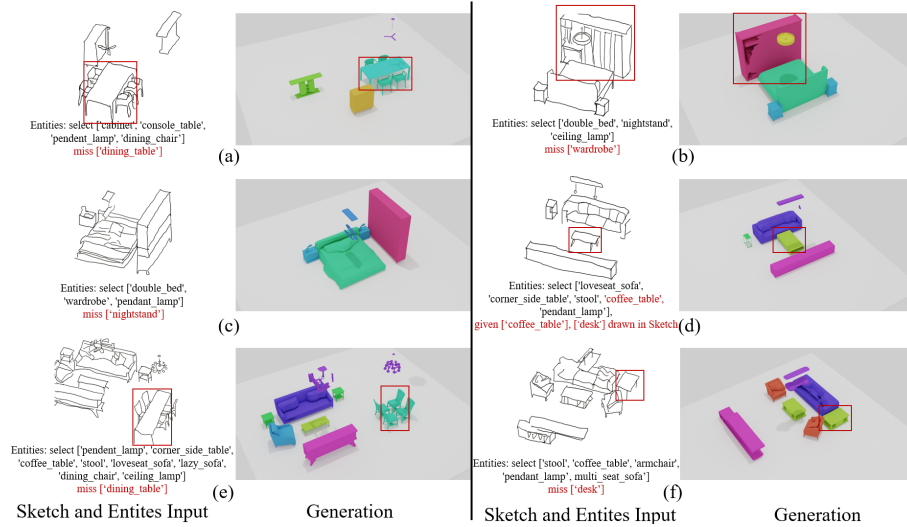 Entities: select ['cabinet', 'console_table',
'pendent_lamp', 'dining_chair']
miss ['dining_table']
(a)
Entities: select ['double_bed', 'nightstand',
'ceiling_lamp']
miss ['wardrobe']
(b)
Entities: select ['double_bed',
'wardrobe', 'pendant_lamp']
miss ['nightstand']
(c)
Entities: select ['loveseat_sofa',
'corner_side_table', 'stool', 'coffee_table',
'pendant_lamp'],
given ['coffee_table'], ['desk'] drawn in Sketch
(d)
Entities: select ['pendent_lamp', 'corner_side_table',
'coffee_table', 'stool', 'loveseat_sofa', 'lazy_sofa',
'dining_chair', 'ceiling_lamp']
miss ['dining_table']
(e)
Entities: select ['stool', 'coffee_table', 'armchair',
'pendant_lamp', multi_seat_sofa']
miss ['desk']
(f)
Sketch and Entites Input
Generation
Sketch and Entites Input
Generation